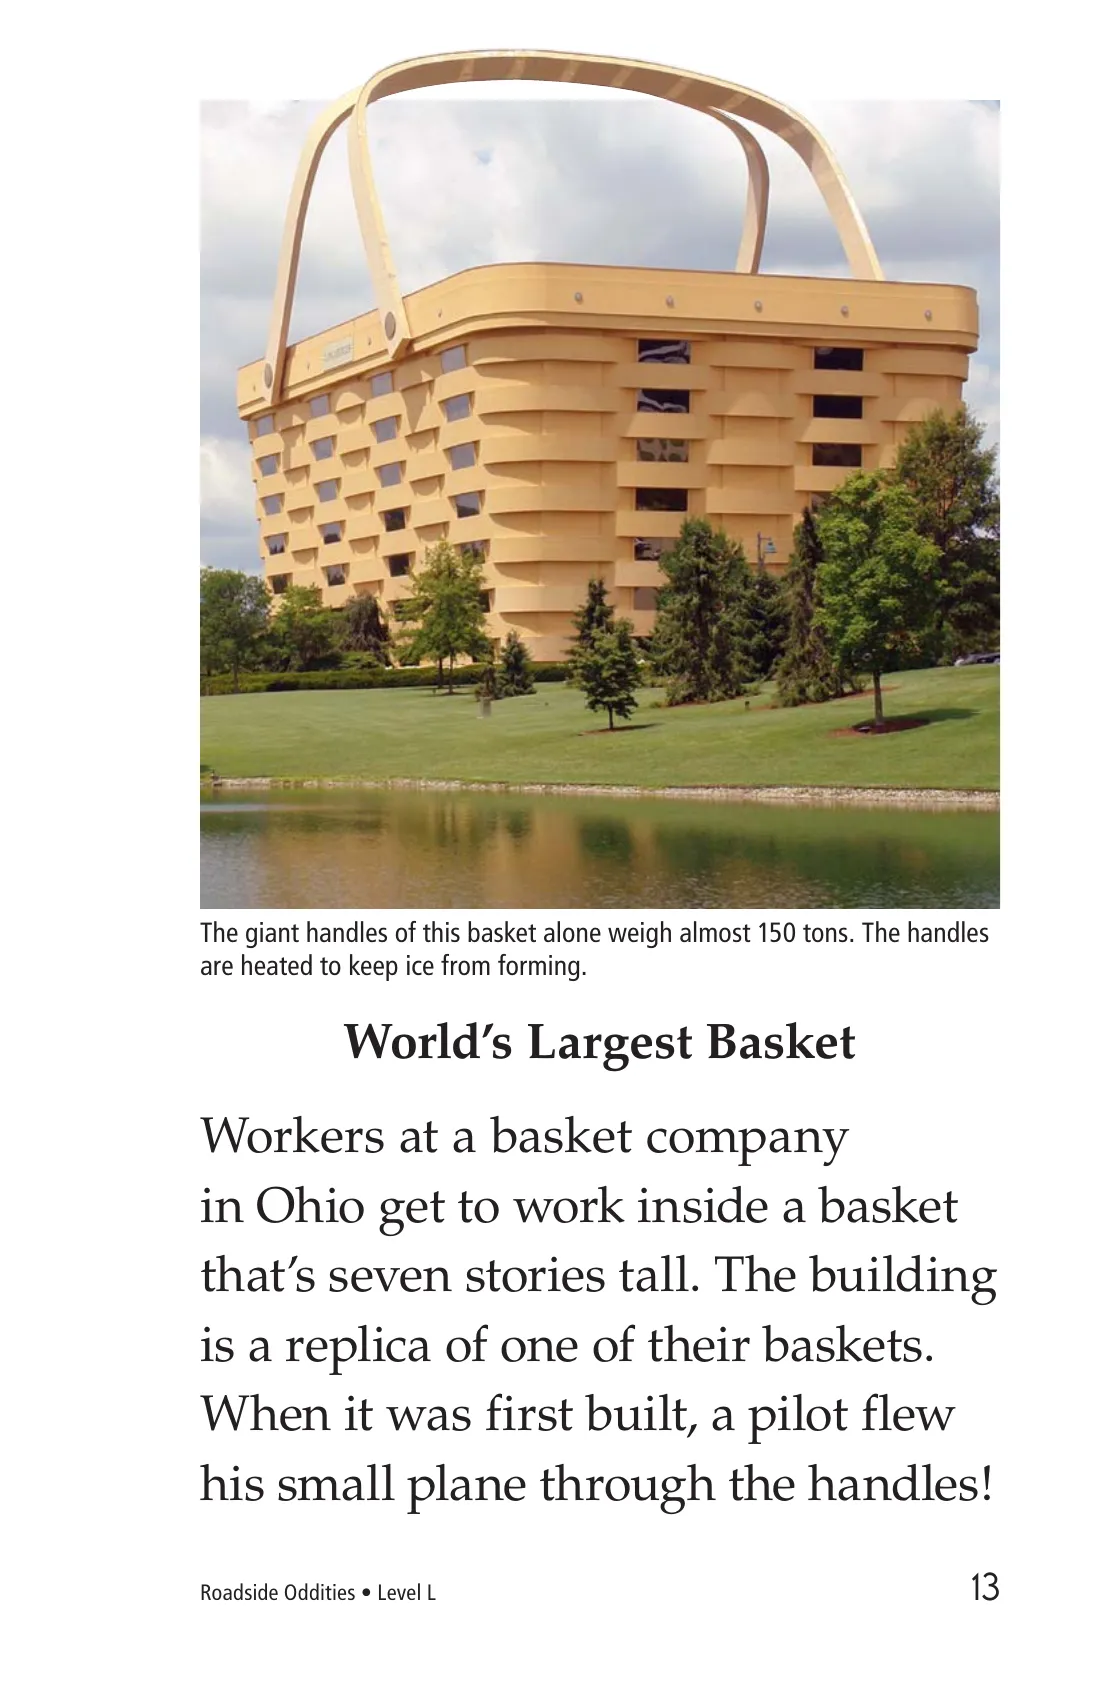 The giant handles of this basket alone weigh almost 150 tons. The handles
are heated to keep ice from forming.
World’s Largest Basket
Workers at a basket company
in Ohio get to work inside a basket
that’s seven stories tall. The building
is a replica of one of their baskets.
When it was first built, a pilot flew
his small plane through the handles!
Roadside Oddities • Level L
13